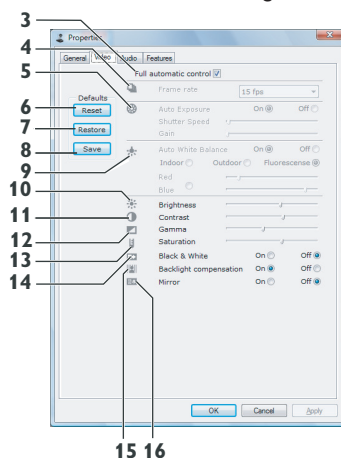 3
4
5
6
7
8
9
10
11
12
13
14
15 16
Properties
General Video Audio Features
Full automatic control
Frame rate 15 fps
Defaults
Reset
Restore
Save
Auto Exposure On Off
Shutter Speed
Gain
Auto White Balance On Off
Indoor Outdoor Fluorescense
Red
Blue
Brightness
Contrast
Gamma
Saturation
Black & White On Off
Backlight compensation On Off
Mirror On Off
OK Cancel Apply